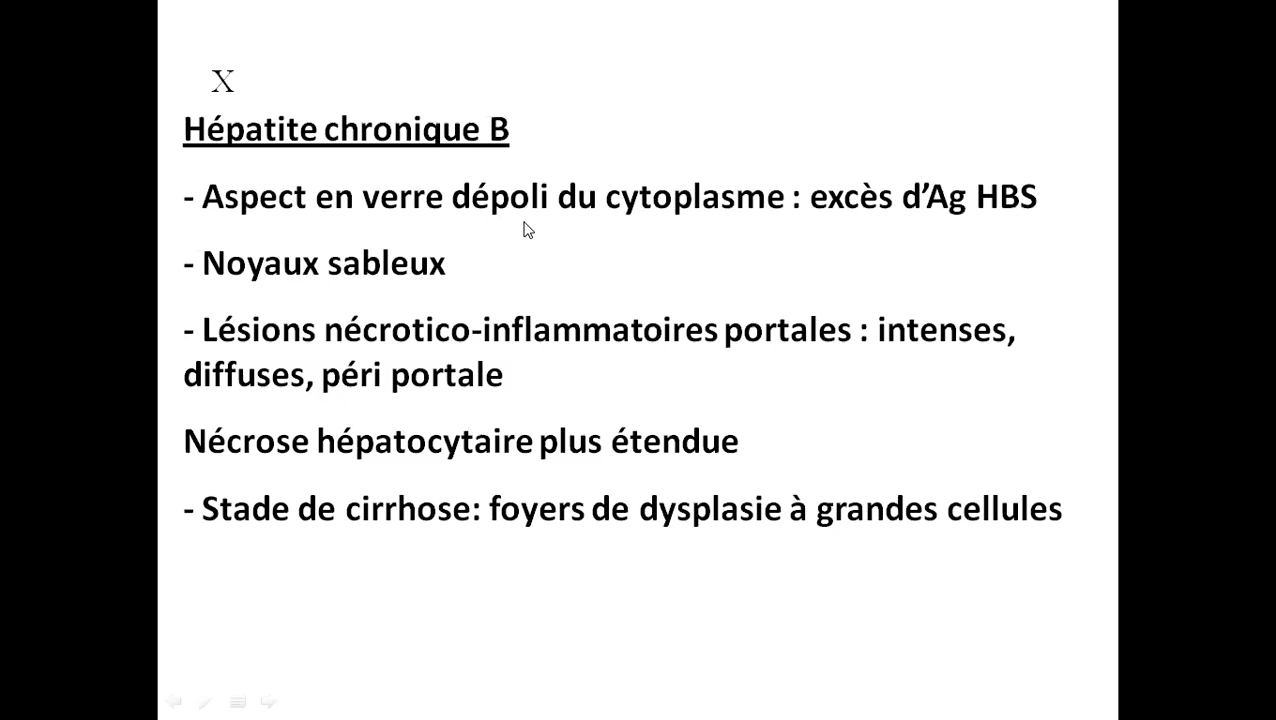 X
Hépatite chronique B
- Aspect en verre dépoli du cytoplasme : excès d’Ag HBS
- Noyaux sableux
- Lésions nécrotico-inflammatoires portales : intenses,
diffuses, péri portale
Nécrose hépatocytaire plus étendue
- Stade de cirrhose: foyers de dysplasie à grandes cellules